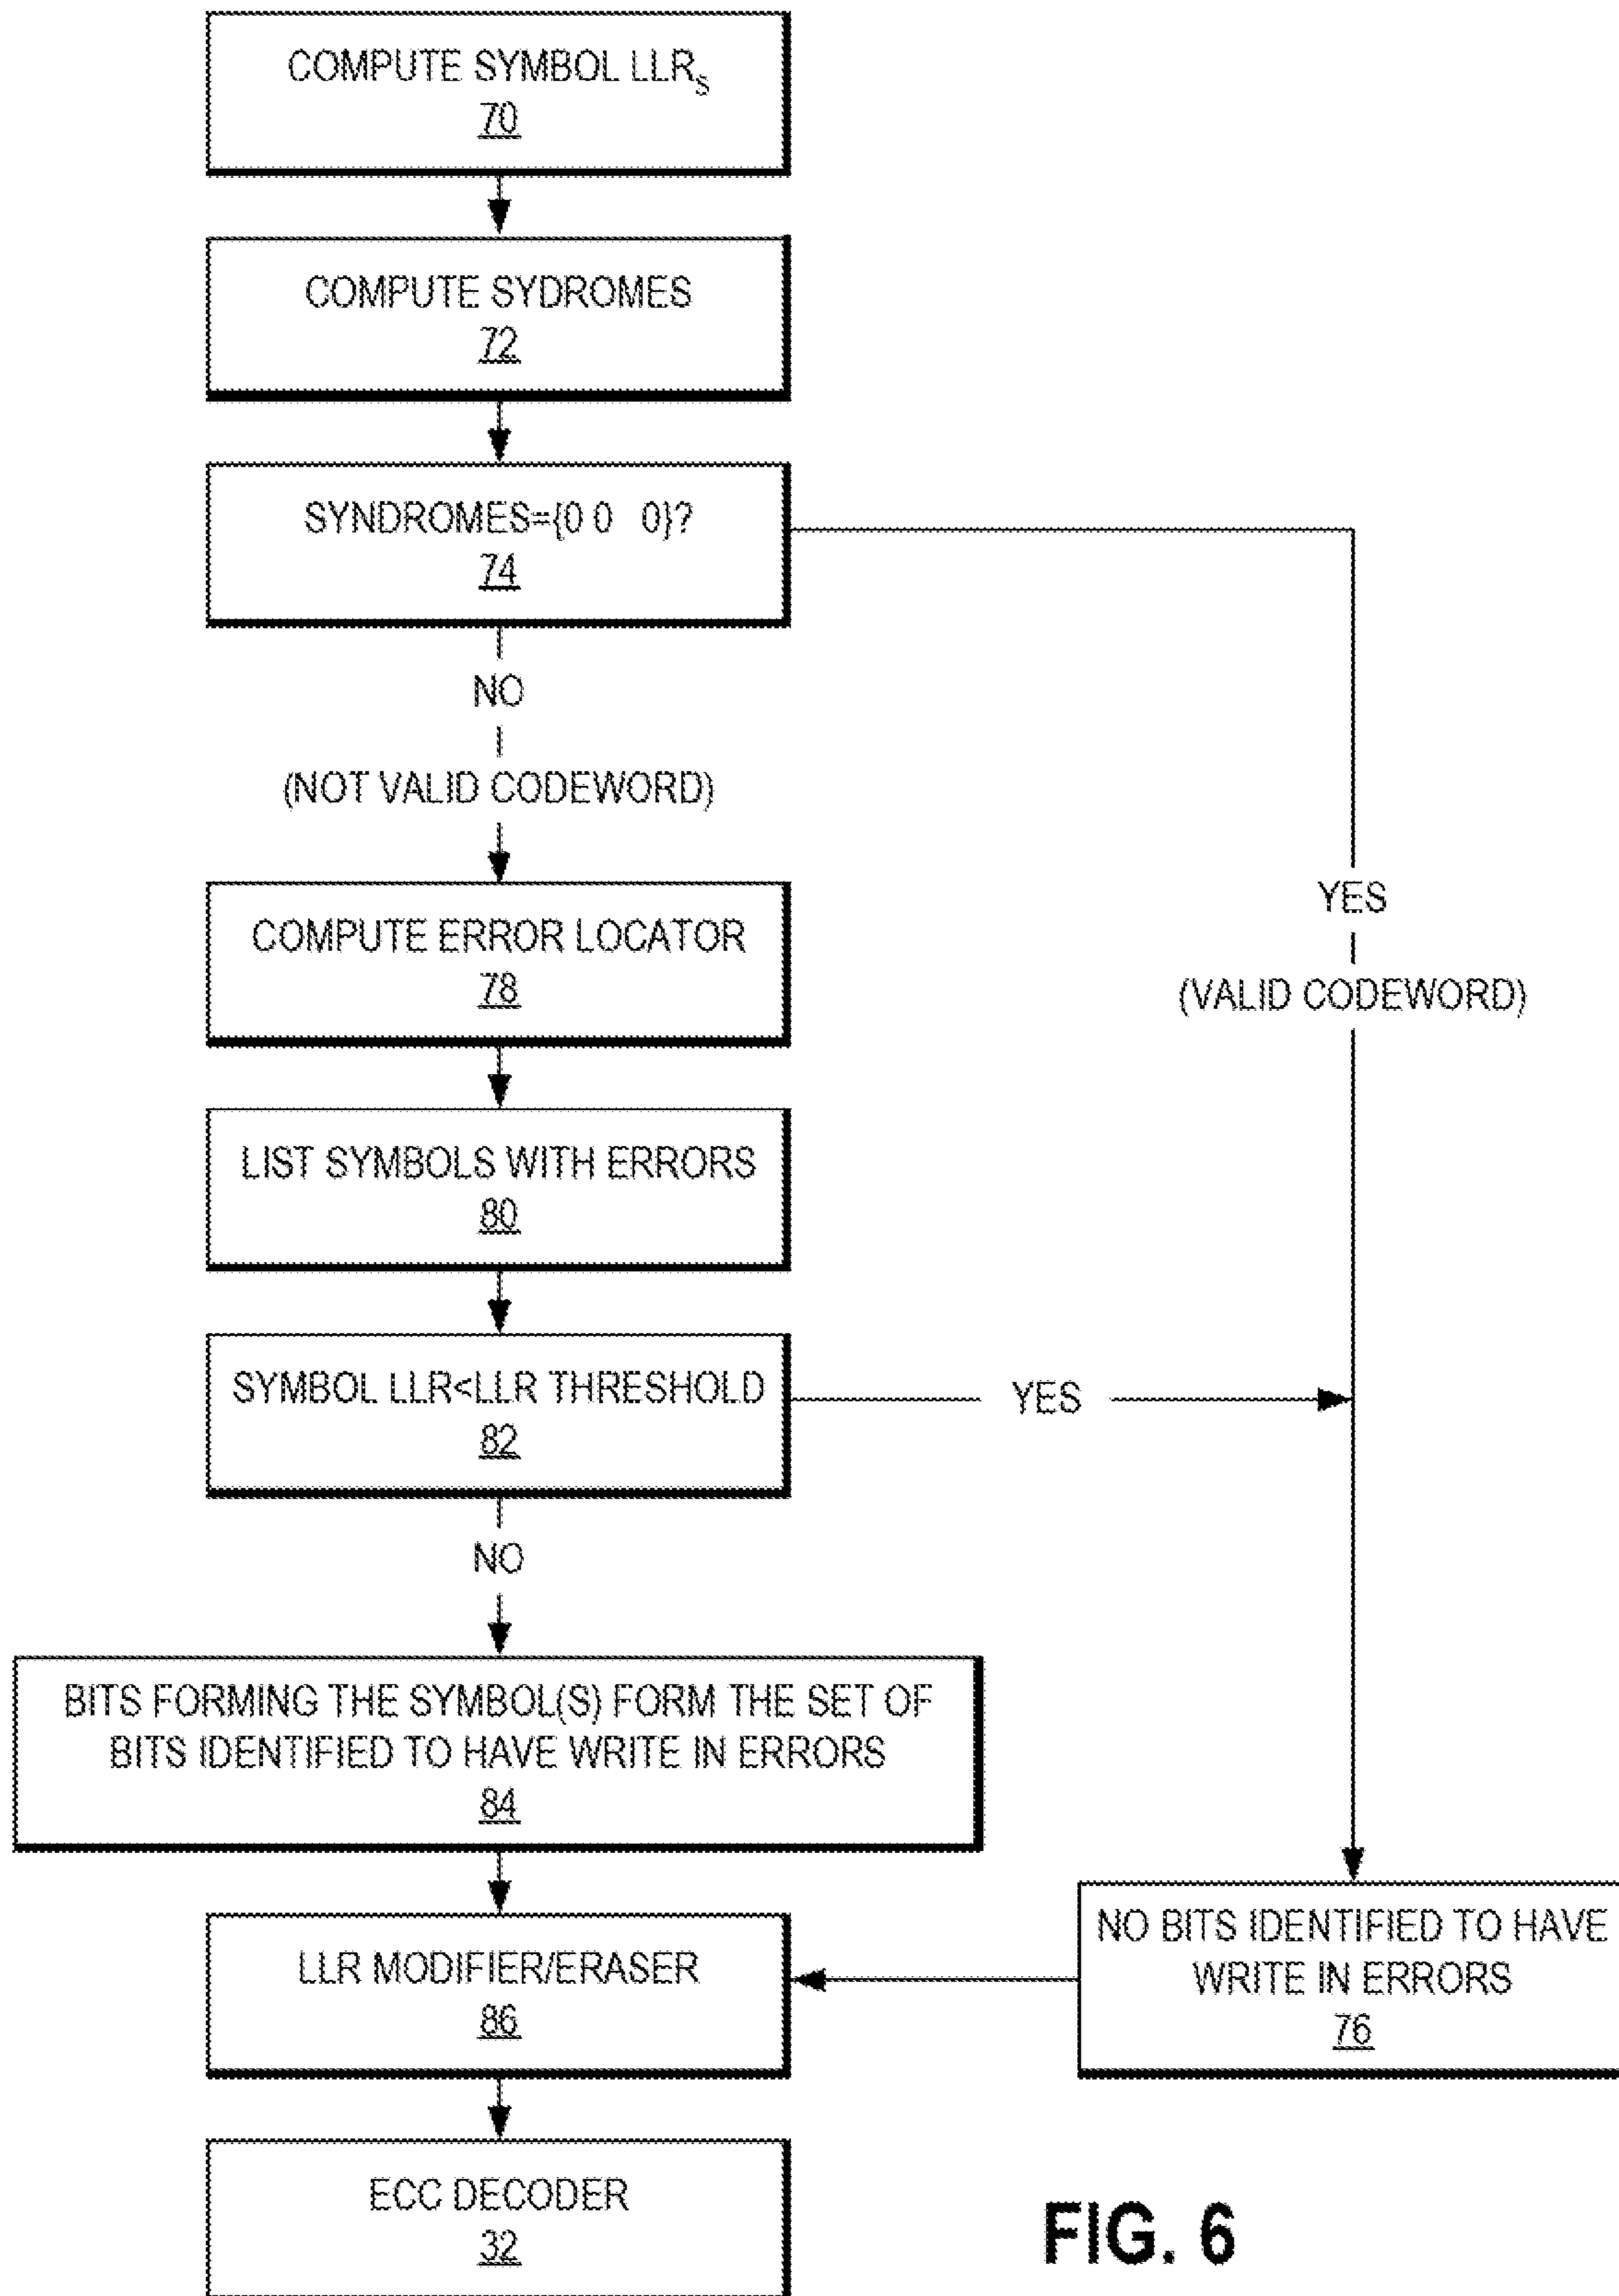 COMPUTE SYMBOL LLRs
70
COMPUTE SYDROMES
72
SYNDROMES={0 0   0}?
74
NO
(NOT VALID CODEWORD)
YES
(VALID CODEWORD)
COMPUTE ERROR LOCATOR
78
LIST SYMBOLS WITH ERRORS
80
SYMBOL LLR<LLR THRESHOLD
82
YES
NO
BITS FORMING THE SYMBOL(S) FORM THE SET OF
BITS IDENTIFIED TO HAVE WRITE IN ERRORS
84
NO BITS IDENTIFIED TO HAVE
WRITE IN ERRORS
76
LLR MODIFIER/ERASER
86
ECC DECODER
32
FIG. 6